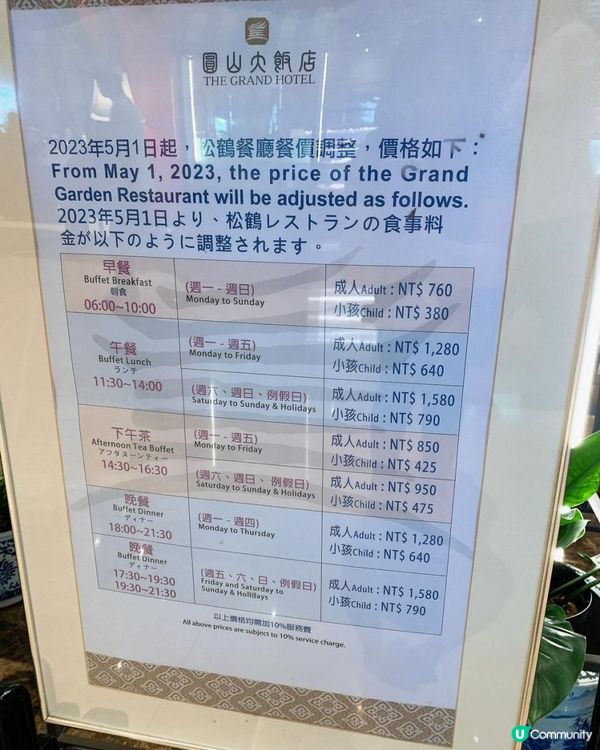 圓山大飯店
THE GRAND HOTEL
2023年5月1日起，松鶴餐廳餐價調整，價格如下：
From May 1, 2023, the price of the Grand
Garden Restaurant will be adjusted as follows.
2023年5月1日より、松鶴レストランの食事料
金が以下のように調整されます。
早餐
Buffet Breakfast
朝食
06:00~10:00
(週一 - 週日)
Monday to Sunday
成人Adult : NT$ 760
小孩Child : NT$ 380
午餐
Buffet Lunch
ランチ
11:30~14:00
(週一 - 週五)
Monday to Friday
成人Adult : NT$ 1,280
小孩Child : NT$ 640
(週六、週日、例假日)
Saturday to Sunday & Holidays
成人Adult : NT$ 1,580
小孩Child : NT$ 790
下午茶
Afternoon Tea Buffet
アフタヌーンティー
14:30~16:30
(週一 - 週五)
Monday to Friday
成人Adult : NT$ 850
小孩Child : NT$ 425
(週六、週日、例假日)
Saturday to Sunday & Holidays
成人Adult : NT$ 950
小孩Child : NT$ 475
晚餐
Buffet Dinner
ディナー
18:00~21:30
(週一 - 週四)
Monday to Thursday
成人Adult : NT$ 1,280
小孩Child : NT$ 640
晚餐
Buffet Dinner
ディナー
17:30~19:30
19:30~21:30
(週五、六、日、例假日)
Friday and Saturday to
Sunday & Holidays
成人Adult : NT$ 1,580
小孩Child : NT$ 790
以上價格均需加10%服務費
All above prices are subject to 10% service charge.
U Community